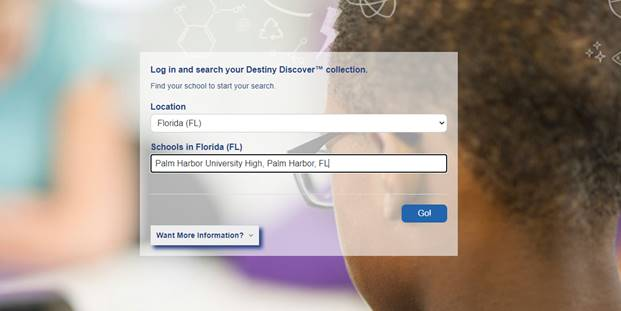 Log in and search your Destiny Discover™ collection.
Find your school to start your search.
Location
Florida (FL)
Schools in Florida (FL)
Palm Harbor University High, Palm Harbor, FL
Go!
Want More Information?